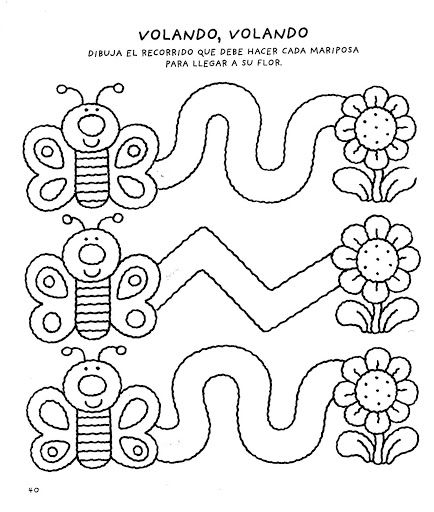 VOLANDO, VOLANDO
DIBUJA EL RECORRIDO QUE DEBE HACER CADA MARIPOSA
PARA LLEGAR A SU FLOR.
40